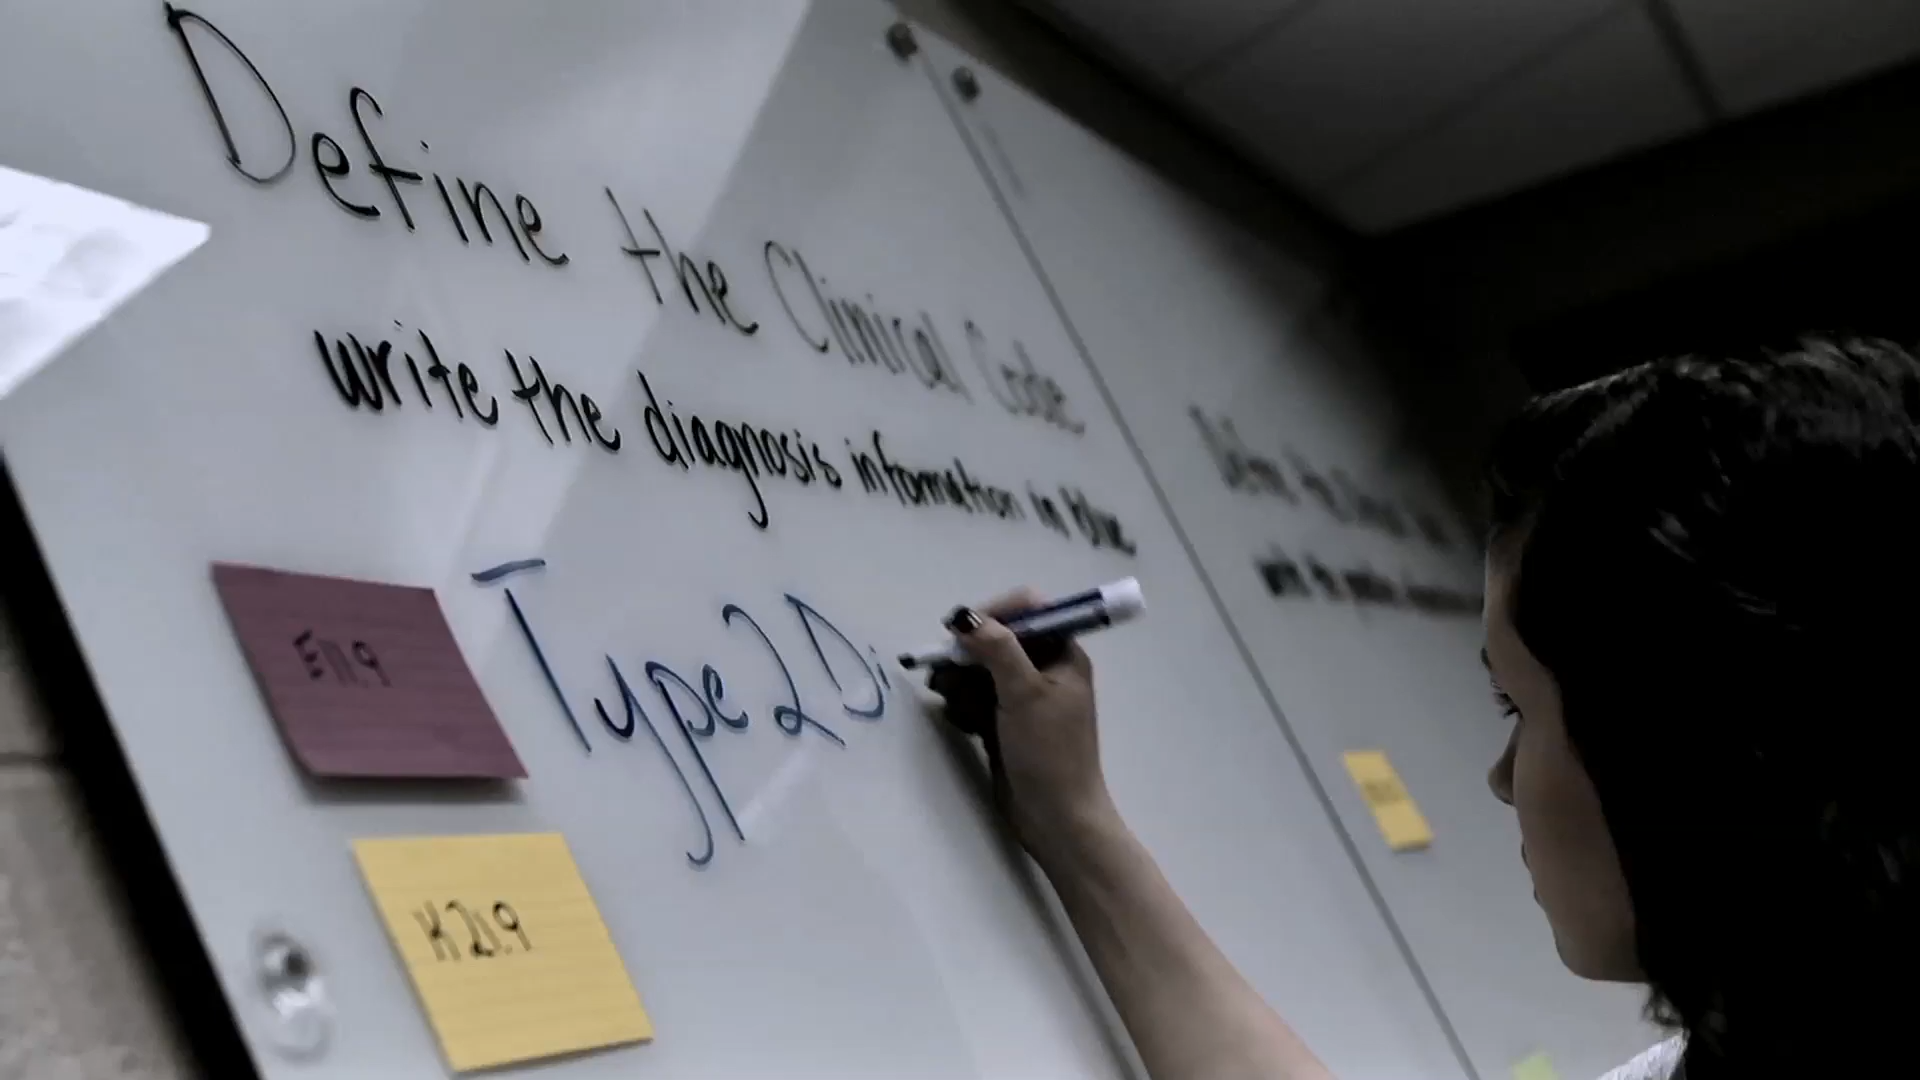 Define the Clinical Code
write the diagnosis information in blue
E11.9
Type 2 Di
K21.9